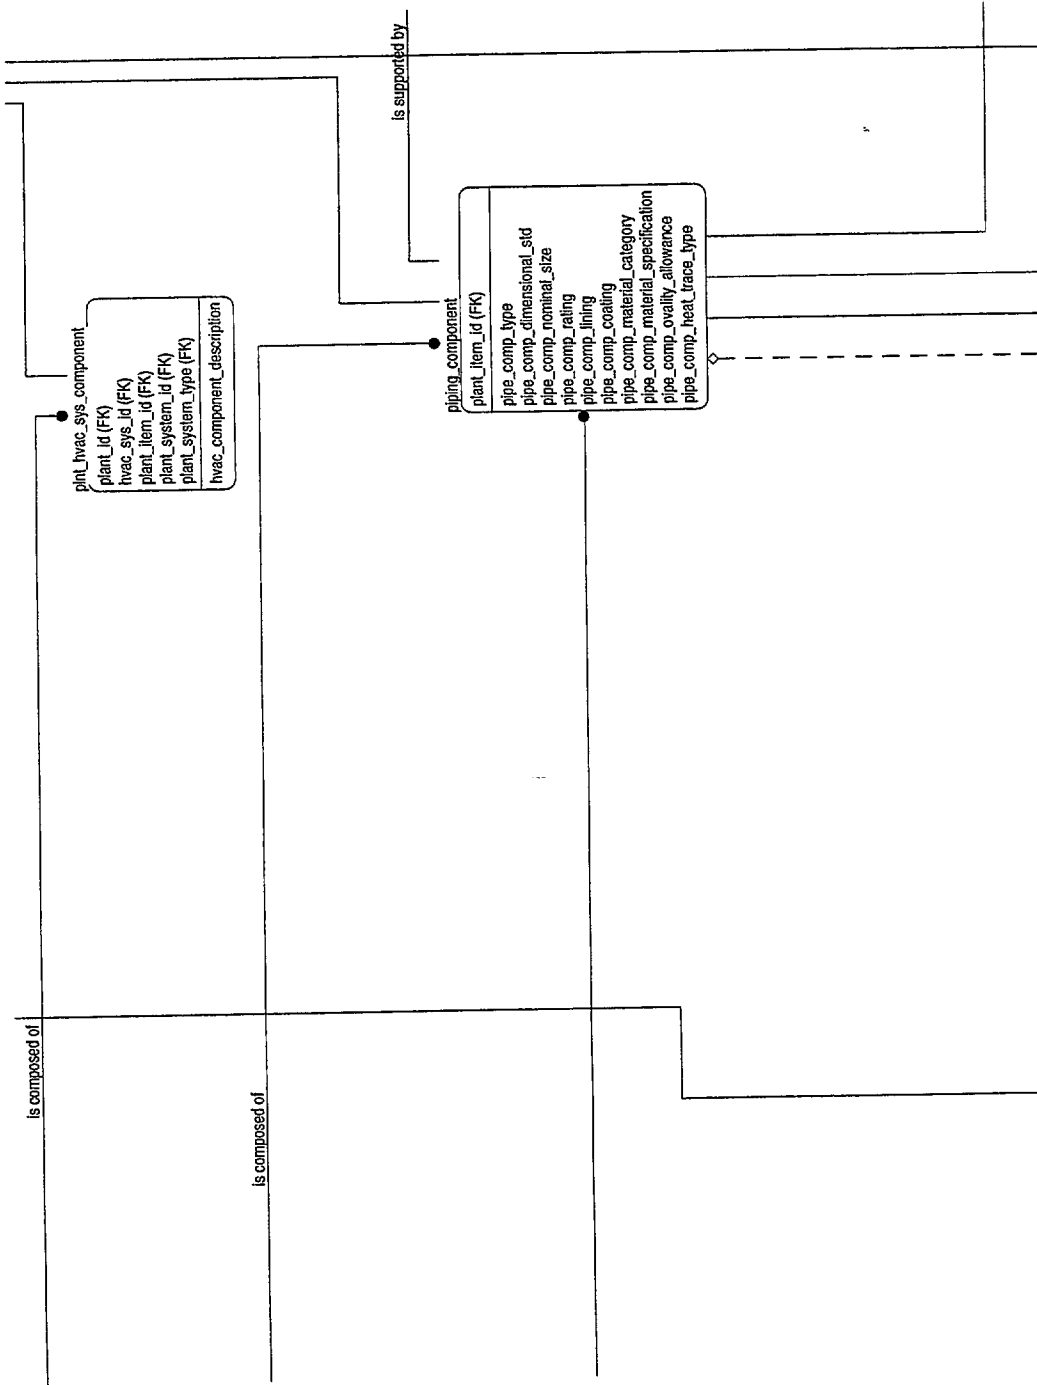 is supported by
plnt_hvac_sys_component
plant_id (FK)
hvac_sys_id (FK)
plant_item_id (FK)
plant_system_id (FK)
plant_system_type (FK)
hvac_component_description
piping_component
plant_item_id (FK)
pipe_comp_type
pipe_comp_dimensional_std
pipe_comp_nominal_size
pipe_comp_rating
pipe_comp_lining
pipe_comp_coating
pipe_comp_material_category
pipe_comp_material_specification
pipe_comp_ovality_allowance
pipe_comp_heat_trace_type
is composed of
is composed of